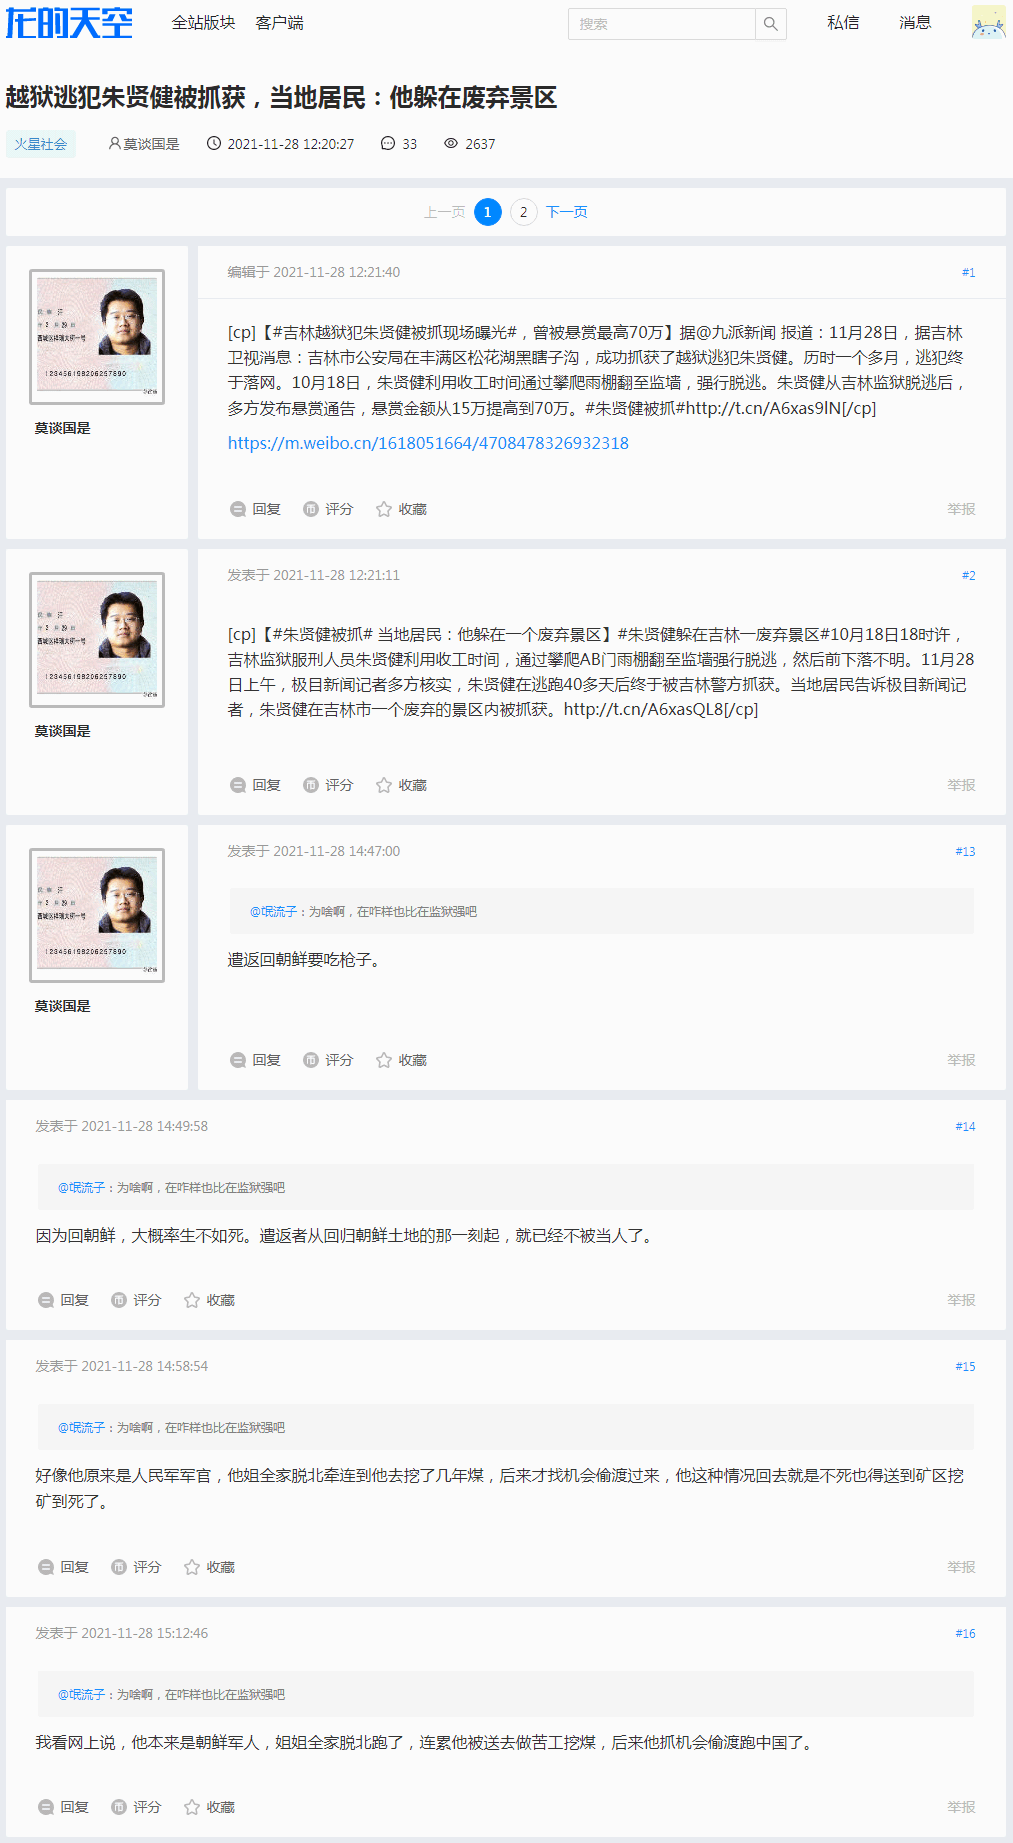 龙的天空
全站版块 客户端
搜索
私信 消息
越狱逃犯朱贤健被抓获，当地居民：他躲在废弃景区
火星社会 莫谈国是 2021-11-28 12:20:27 33 2637
上一页 1 2 下一页
编辑于 2021-11-28 12:21:40 #1
西城区祥瑞大街一号
123456198206257890
莫谈国是
[cp]【#吉林越狱犯朱贤健被抓现场曝光#，曾被悬赏最高70万】据@九派新闻 报道：11月28日，据吉林
卫视消息：吉林市公安局在丰满区松花湖黑瞎子沟，成功抓获了越狱逃犯朱贤健。历时一个多月，逃犯终
于落网。10月18日，朱贤健利用收工时间通过攀爬雨棚翻至监墙，强行脱逃。朱贤健从吉林监狱脱逃后，
多方发布悬赏通告，悬赏金额从15万提高到70万。#朱贤健被抓#http://t.cn/A6xas9lN[/cp]
https://m.weibo.cn/1618051664/4708478326932318
回复 评分 收藏 举报
发表于 2021-11-28 12:21:11 #2
123456198206257890
莫谈国是
[cp]【#朱贤健被抓# 当地居民：他躲在一个废弃景区】#朱贤健躲在吉林一废弃景区#10月18日18时许，
吉林监狱服刑人员朱贤健利用收工时间，通过攀爬AB门雨棚翻至监墙强行脱逃，然后前下落不明。11月28
日上午，极目新闻记者多方核实，朱贤健在逃跑40多天后终于被吉林警方抓获。当地居民告诉极目新闻记
者，朱贤健在吉林市一个废弃的景区内被抓获。http://t.cn/A6xasQL8[/cp]
回复 评分 收藏 举报
发表于 2021-11-28 14:47:00 #13
123456198206257890
莫谈国是
@氓流子：为啥啊，在咋样也比在监狱强吧
遣返回朝鲜要吃枪子。
回复 评分 收藏 举报
发表于 2021-11-28 14:49:58 #14
@氓流子：为啥啊，在咋样也比在监狱强吧
因为回朝鲜，大概率生不如死。遣返者从回归朝鲜土地的那一刻起，就已经不被当人了。
回复 评分 收藏 举报
发表于 2021-11-28 14:58:54 #15
@氓流子：为啥啊，在咋样也比在监狱强吧
好像他原来是人民军军官，他姐全家脱北牵连到他去挖了几年煤，后来才找机会偷渡过来，他这种情况回去就是不死也得送到矿区挖
矿到死了。
回复 评分 收藏 举报
发表于 2021-11-28 15:12:46 #16
@氓流子：为啥啊，在咋样也比在监狱强吧
我看网上说，他本来是朝鲜军人，姐姐全家脱北跑了，连累他被送去做苦工挖煤，后来他抓机会偷渡跑中国了。
回复 评分 收藏 举报